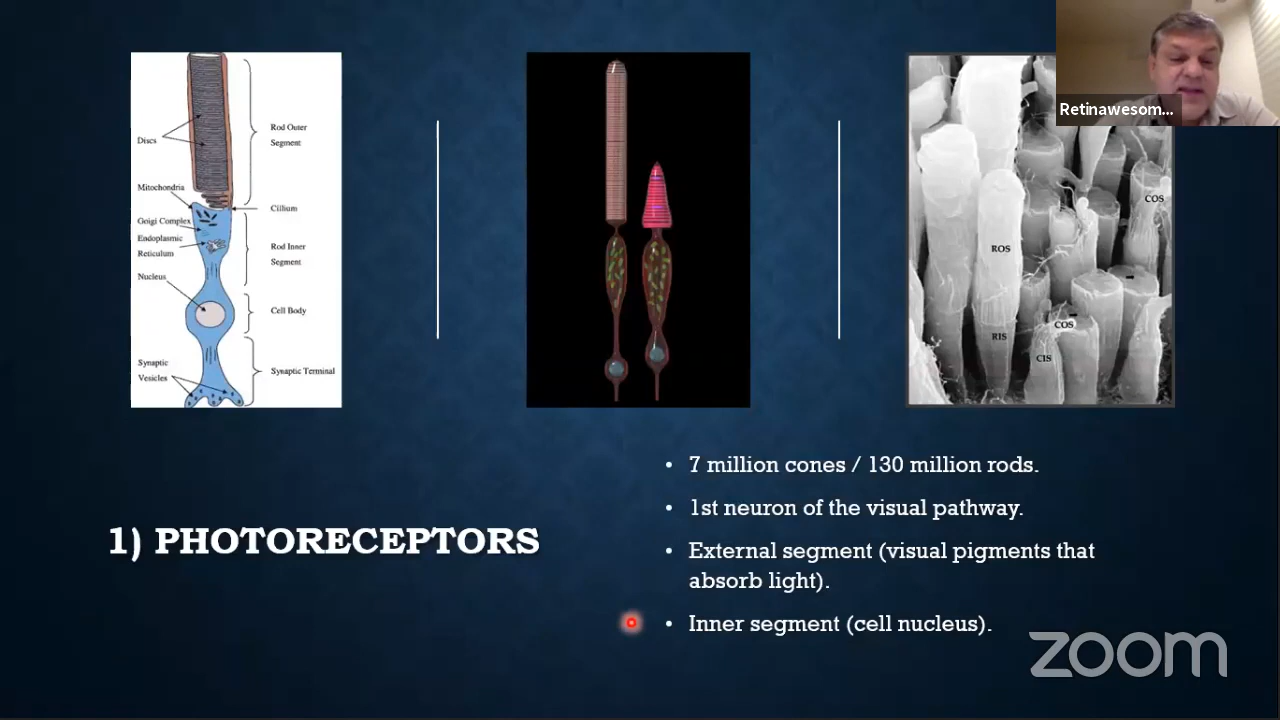 Discs
Rod Outer
Segment
Mitochondria
Cillium
Golgi Complex
Endoplasmic
Reticulum
Rod Inner
Segment
Nucleus
Cell Body
Synaptic
Vesicles
Synaptic Terminal
ROS
RIS
COS
CIS
COS
Retinawesom...
1) PHOTORECEPTORS
• 7 million cones / 130 million rods.
• 1st neuron of the visual pathway.
• External segment (visual pigments that
absorb light).
• Inner segment (cell nucleus).
zoom